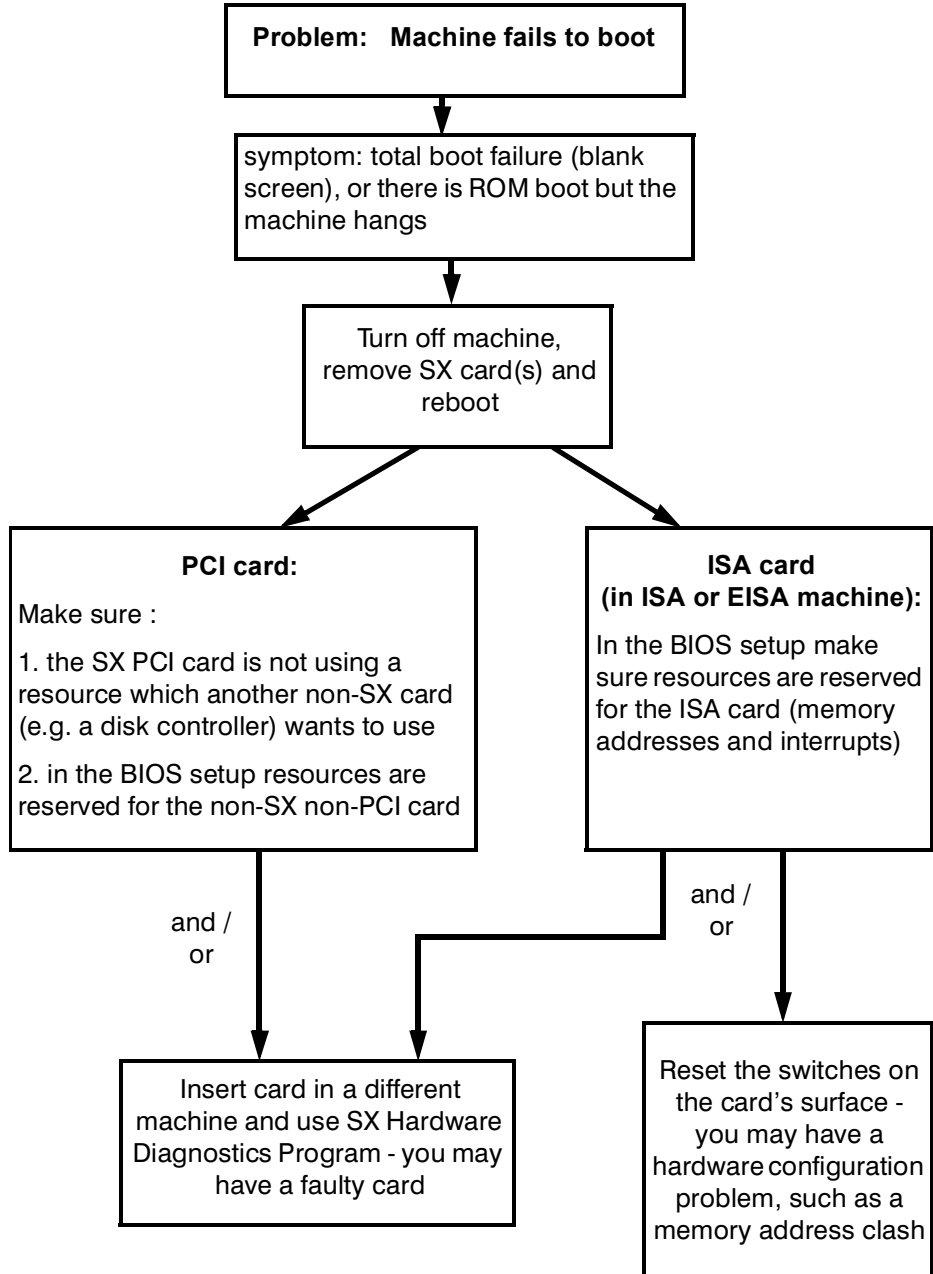 Problem: Machine fails to boot
symptom: total boot failure (blank
screen), or there is ROM boot but the
machine hangs
Turn off machine,
remove SX card(s) and
reboot
PCI card:
Make sure :
1. the SX PCI card is not using a
resource which another non-SX card
(e.g. a disk controller) wants to use
2. in the BIOS setup resources are
reserved for the non-SX non-PCI card
ISA card
(in ISA or EISA machine):
In the BIOS setup make
sure resources are reserved
for the ISA card (memory
addresses and interrupts)
and /
or
and /
or
Insert card in a different
machine and use SX Hardware
Diagnostics Program - you may
have a faulty card
Reset the switches on
the card’s surface -
you may have a
hardware configuration
problem, such as a
memory address clash